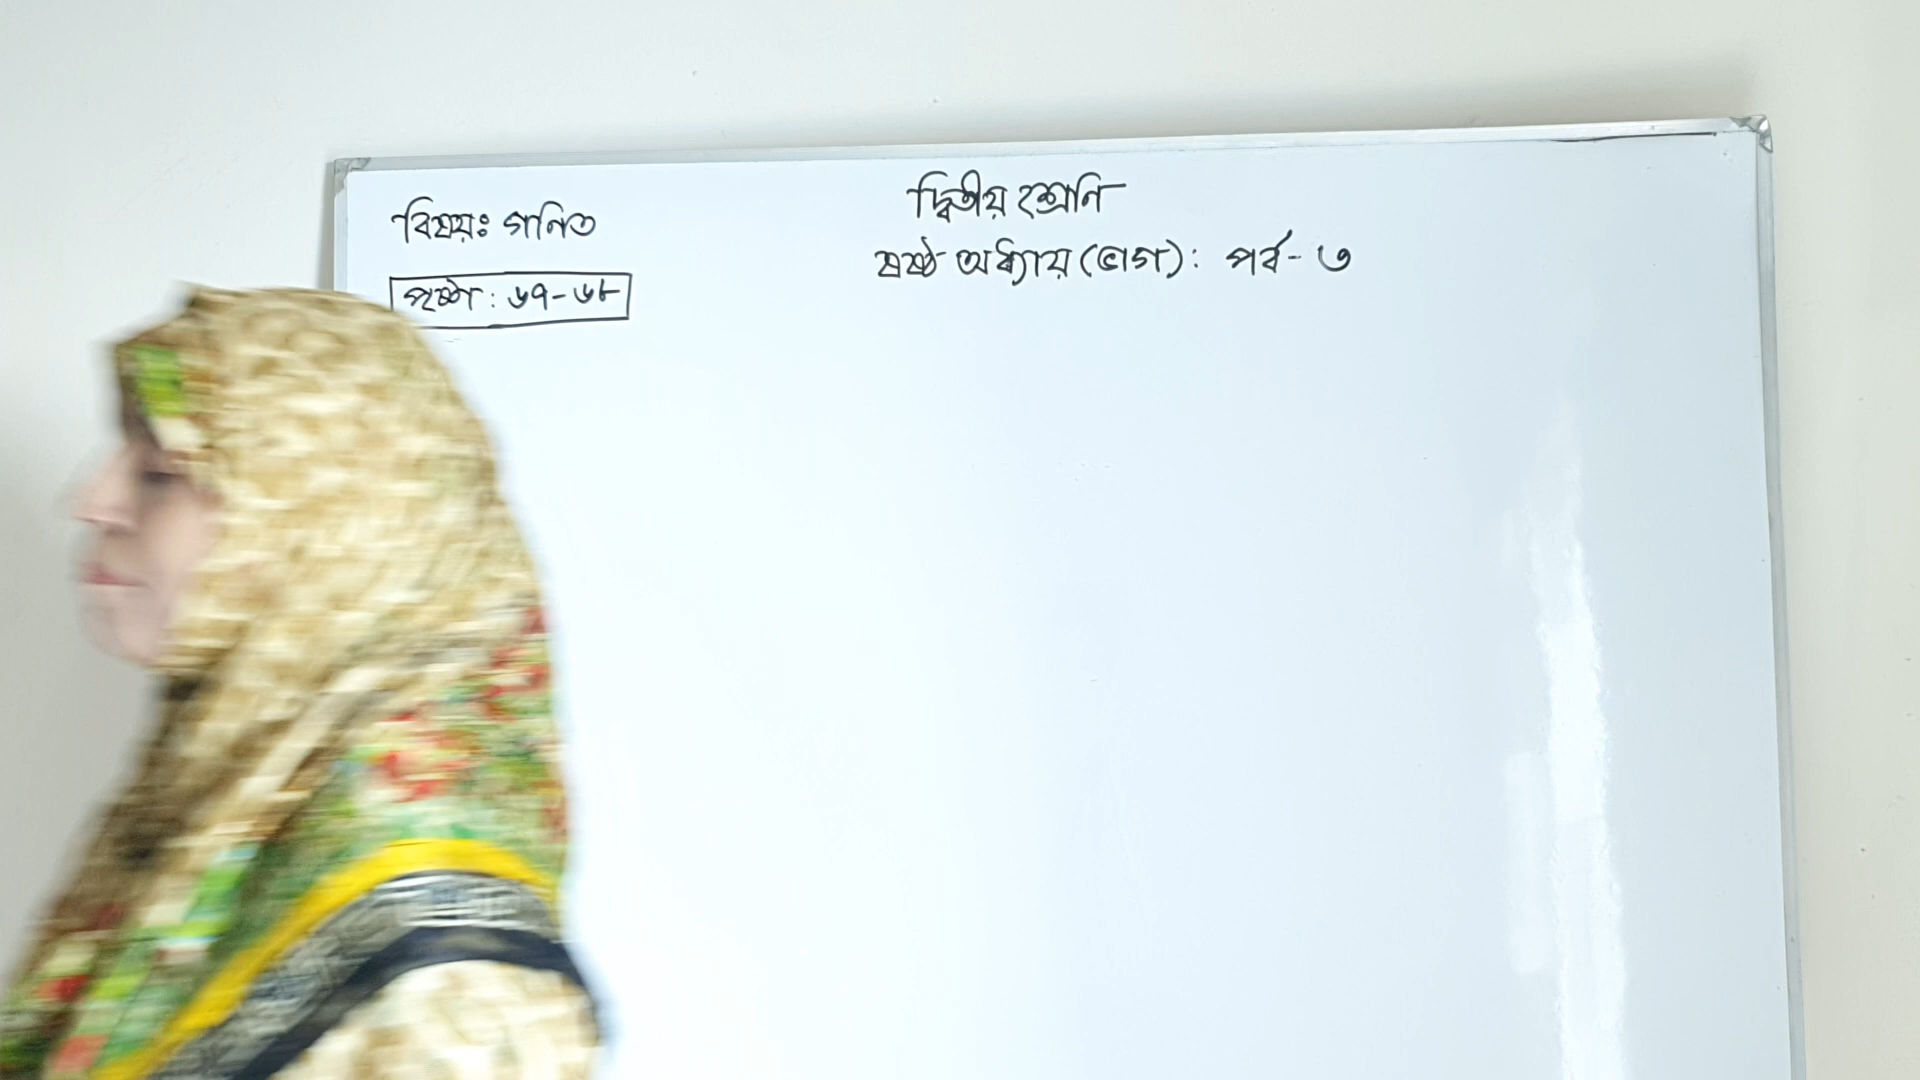 দ্বিতীয় শ্রেনি
বিষয়ঃ গনিত
ষষ্ঠ অধ্যায় (ভাগ): পর্ব- ৩
পৃষ্ঠা : ৬৭-৬৮